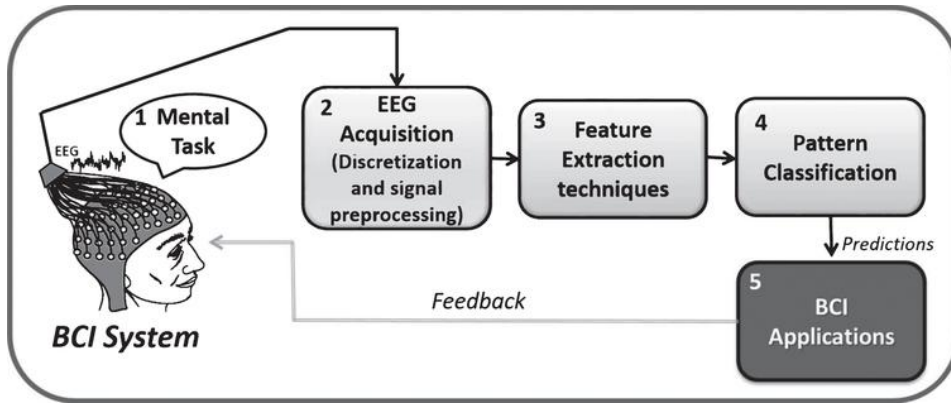 1 Mental
Task
EEG
BCI System
2 EEG
Acquisition
(Discretization
and signal
preprocessing)
3 Feature
Extraction
techniques
4 Pattern
Classification
Predictions
5 BCI
Applications
Feedback